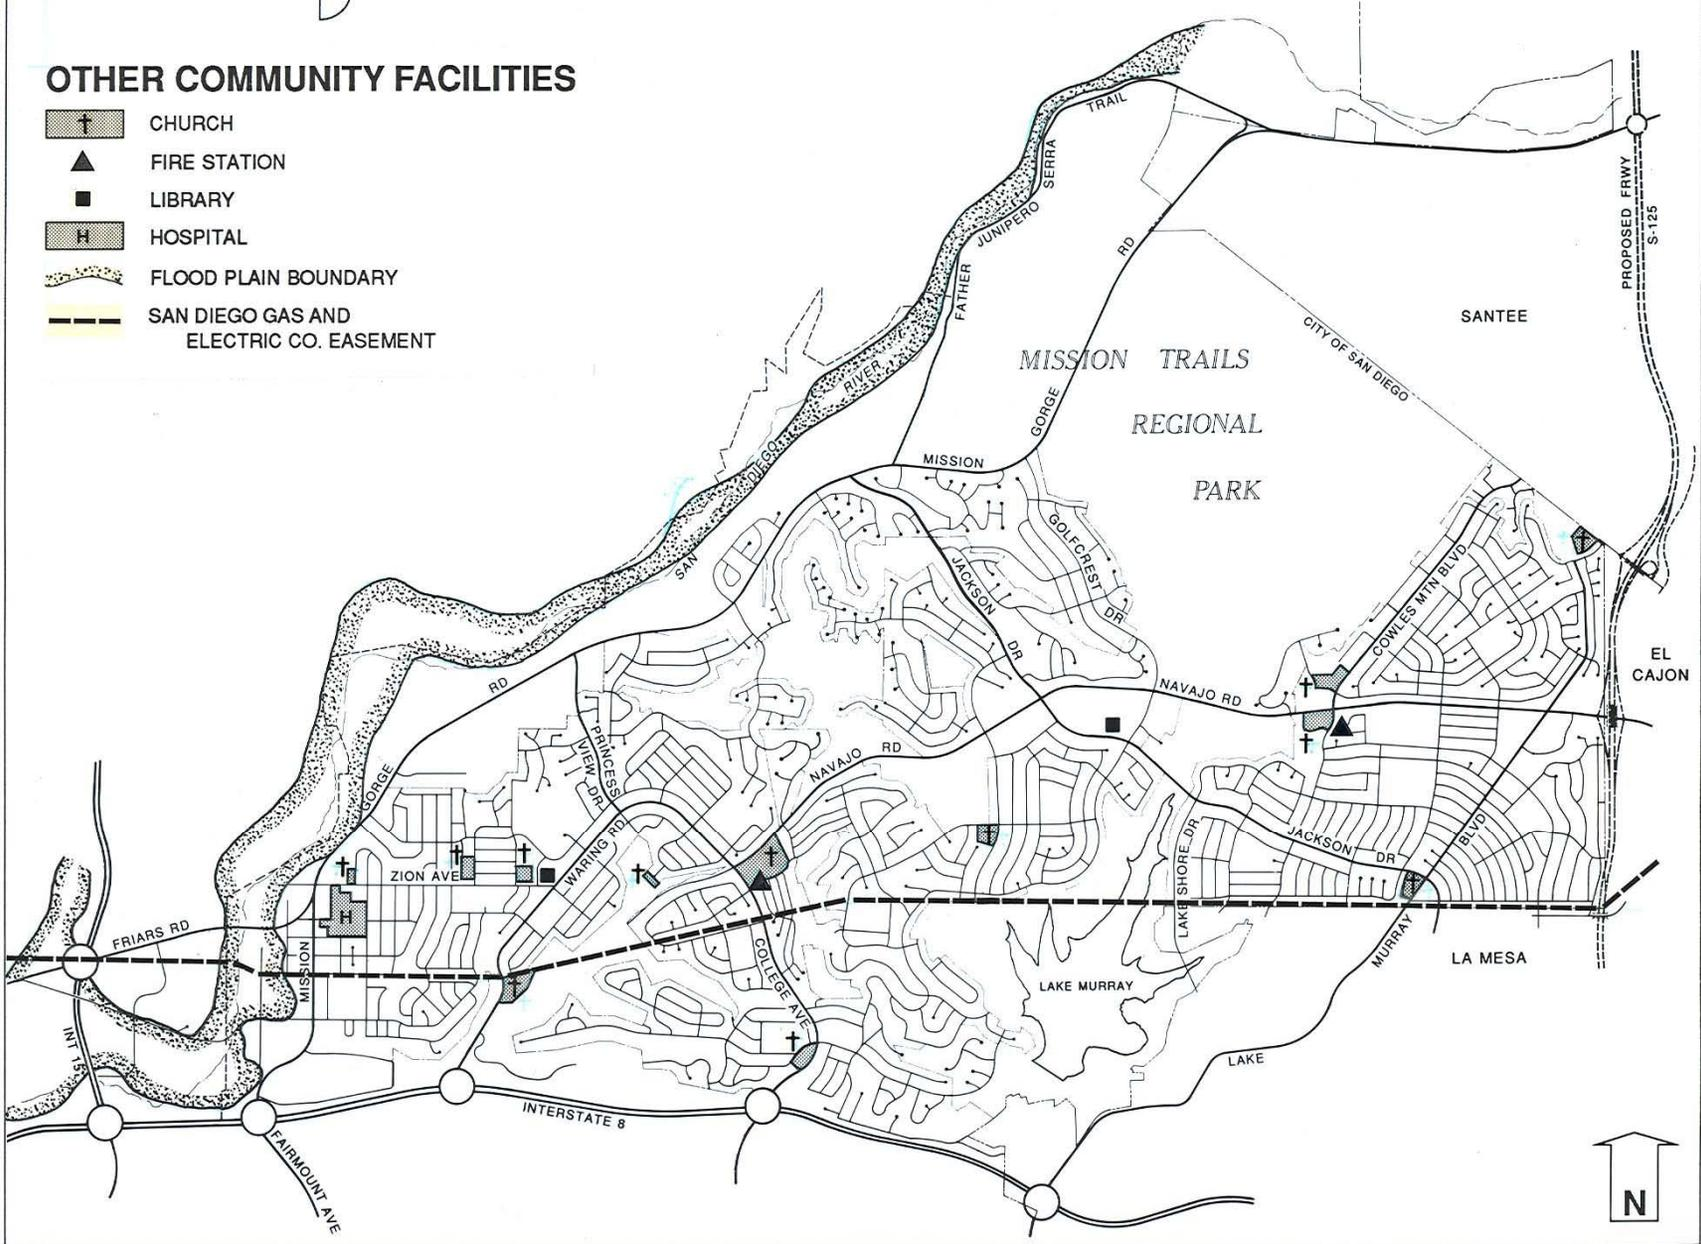 OTHER COMMUNITY FACILITIES
CHURCH
FIRE STATION
LIBRARY
H HOSPITAL
FLOOD PLAIN BOUNDARY
SAN DIEGO GAS AND
ELECTRIC CO. EASEMENT
TRAIL
SERRA
JUNIPERO
FATHER
RD
PROPOSED FRWY
S-125
SANTEE
CITY OF SAN DIEGO
MISSION TRAILS
REGIONAL
PARK
GORGE
RIVER
DIEGO
SAN
MISSION
GOLFCREST
DR
JACKSON
DR
COWLES MTN BLVD
EL
CAJON
NAVAJO RD
RD
GORGE
PRINCESS
VIEW DR
NAVAJO RD
WARING RD
ZION AVE
H
FRIARS RD
MISSION
INT 15
COLLEGE AVE
LAKE SHORE DR
JACKSON DR
BLVD
MURRAY
LAKE
LA MESA
LAKE MURRAY
INTERSTATE 8
FAIRMOUNT AVE
N